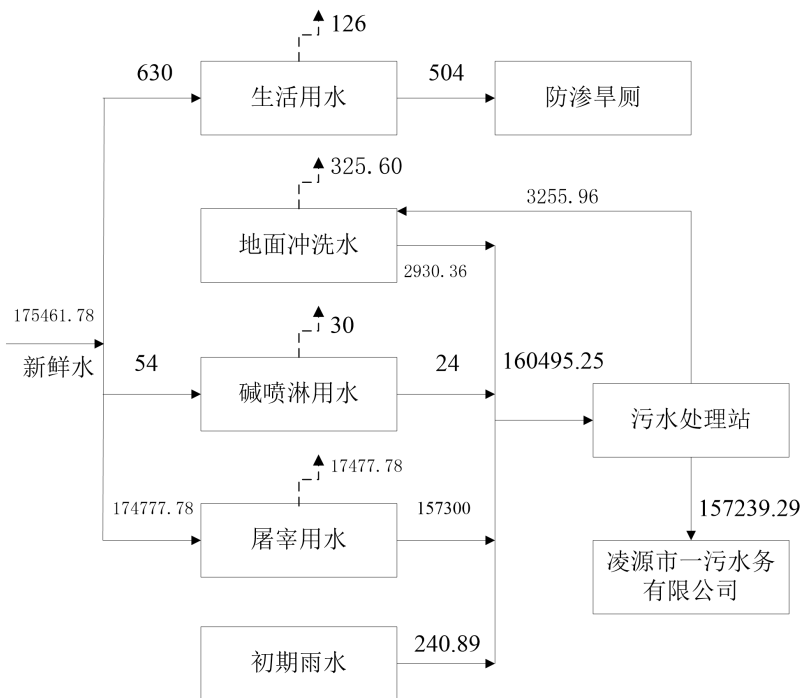 126
630
生活用水
504
防渗旱厕
325.60
3255.96
地面冲洗水
2930.36
175461.78
新鲜水
30
54
碱喷淋用水
24
160495.25
污水处理站
17477.78
174777.78
屠宰用水
157300
157239.29
凌源市一污水务
有限公司
初期雨水
240.89